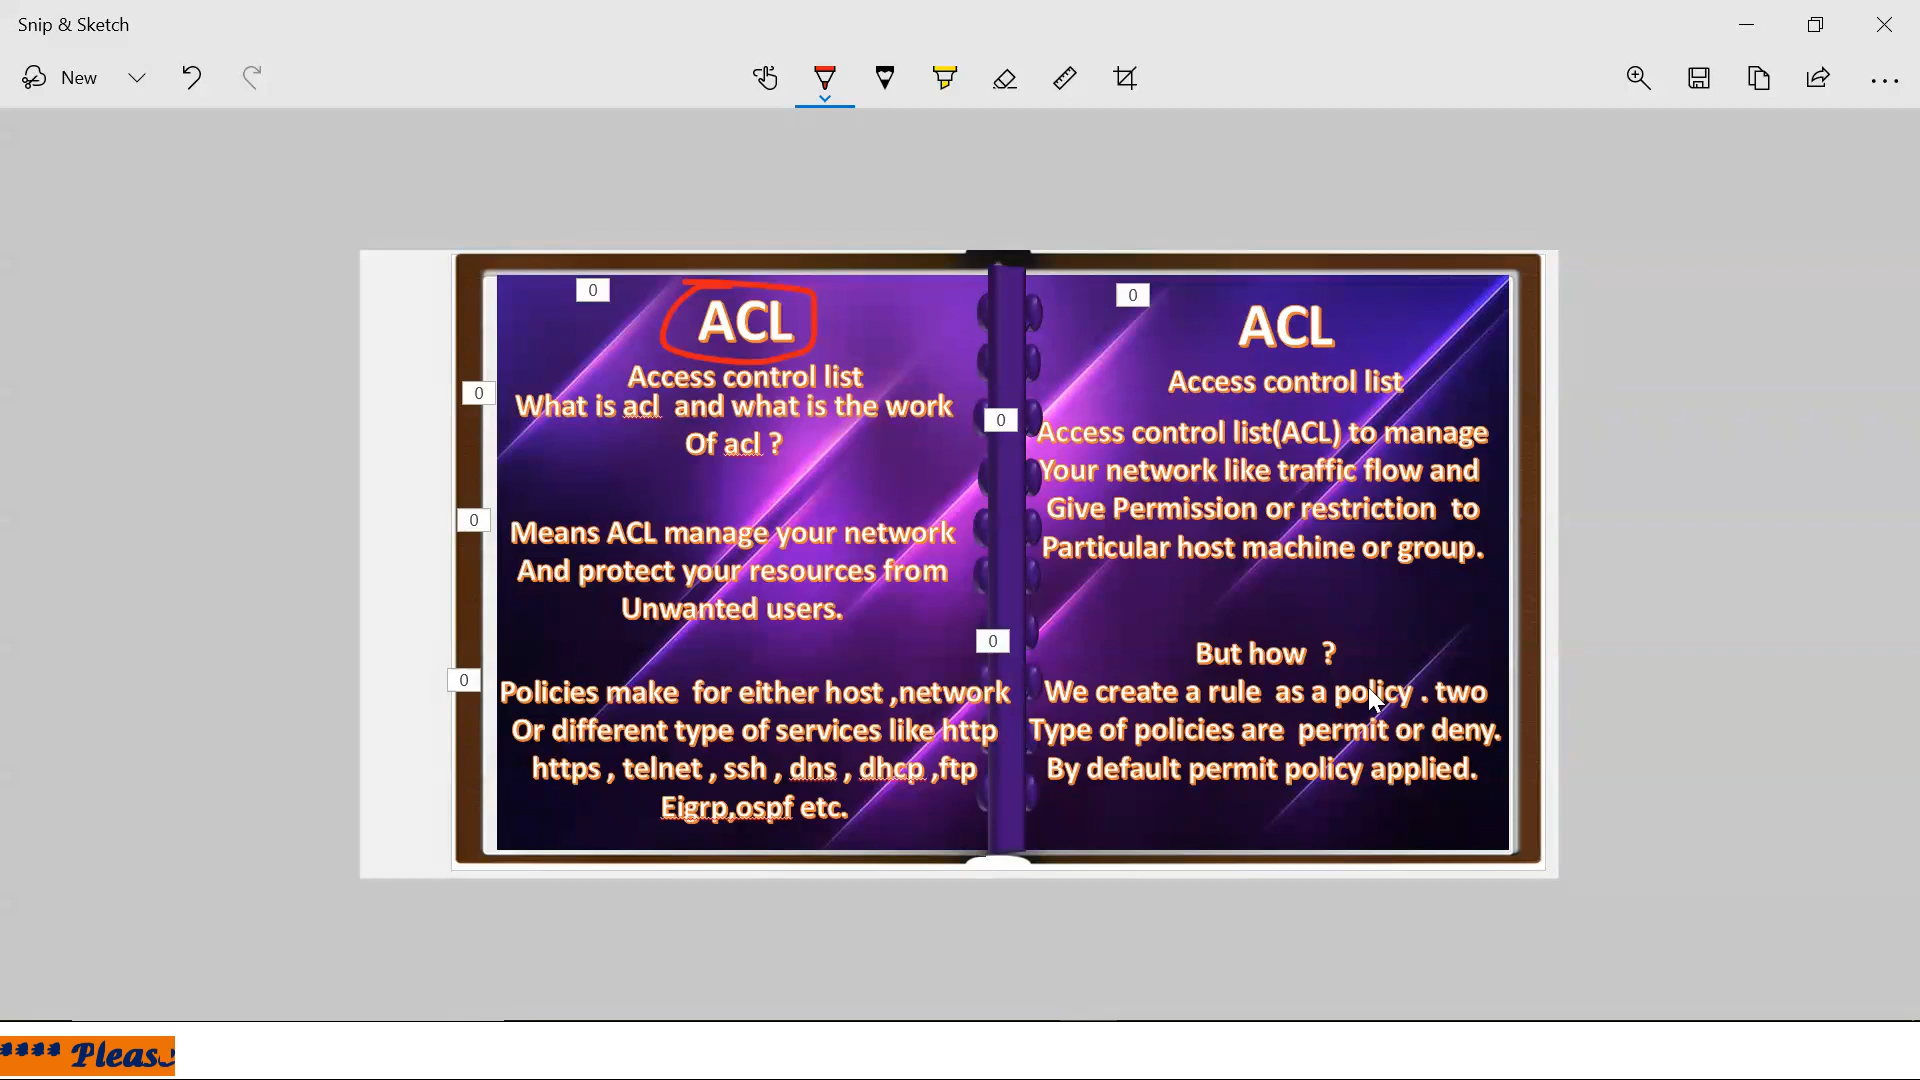 Snip & Sketch
New
0
ACL
Access control list
0
What is acl and what is the work
Of acl ?
0
Means ACL manage your network
And protect your resources from
Unwanted users.
0
Policies make for either host ,network
Or different type of services like http
https , telnet , ssh , dns , dhcp ,ftp
Eigrp,ospf etc.
0
ACL
Access control list
0
Access control list(ACL) to manage
Your network like traffic flow and
Give Permission or restriction to
Particular host machine or group.
0
But how ?
We create a rule as a policy . two
Type of policies are permit or deny.
By default permit policy applied.
**** Pleas